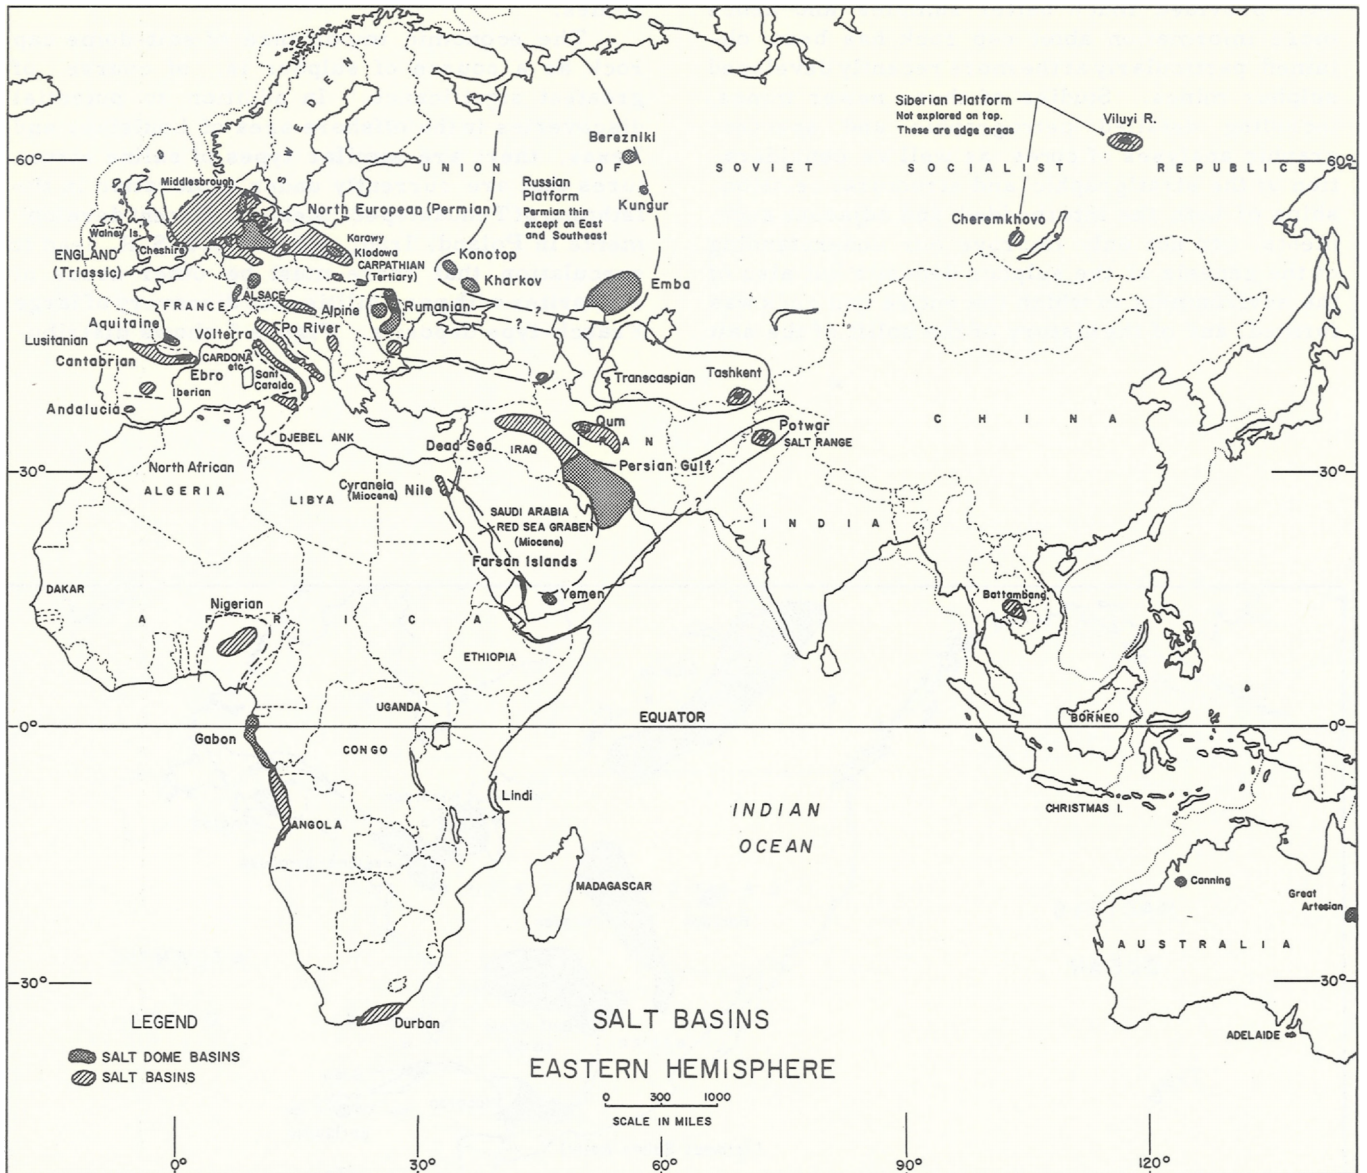 SWEDEN
Siberian Platform
Not explored on top.
These are edge areas
Viluyi R.
Berezniki
60°
60°
UNION OF SOVIET SOCIALIST REPUBLICS
Middlesbrough
Russian
Platform
Permian thin
except on East
and Southeast
Kungur
North European (Permian)
Cheremkhovo
Walney Is.
Cheshire
ENGLAND
(Triassic)
Karawy
Klodowa
CARPATHIAN
(Tertiary)
Konotop
Kharkov
Emba
ALSACE
FRANCE
Alpine
Rumanian
?
?
Aquitaine
Volterra
Po River
Lusitanian
Cantabrian
CARDONA
etc.
Ebro
Sant
Cataldo
Iberian
Transcaspian
Tashkent
Andalucia
CHINA
Qum
Potwar
SALT RANGE
DJEBEL ANK
Dead Sea
IRAQ
IRAN
Persian Gulf
30°
30°
North African
ALGERIA
LIBYA
Cyraneia
(Miocene)
Nile
?
SAUDI ARABIA
RED SEA GRABEN
(Miocene)
INDIA
Farsan Islands
Yemen
DAKAR
Battambang
Nigerian
AFRICA
ETHIOPIA
UGANDA
EQUATOR
BORNEO
0°
0°
Gabon
CONGO
Lindi
INDIAN
OCEAN
CHRISTMAS I.
ANGOLA
MADAGASCAR
Canning
Great
Artesian
AUSTRALIA
30°
30°
LEGEND
SALT DOME BASINS
SALT BASINS
Durban
SALT BASINS
EASTERN HEMISPHERE
ADELAIDE
0 300 1000
SCALE IN MILES
0° 30° 60° 90° 120°